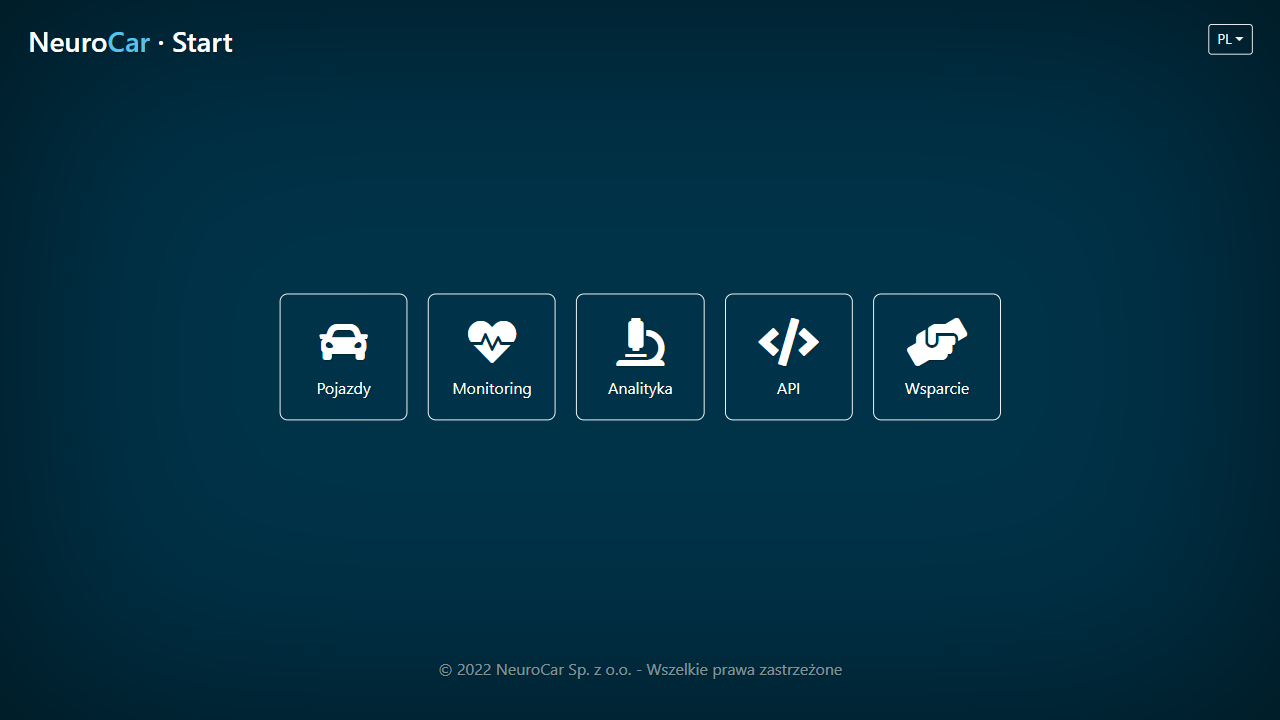 NeuroCar · Start
PL
Pojazdy
Monitoring
Analityka
API
Wsparcie
© 2022 NeuroCar Sp. z o.o. - Wszelkie prawa zastrzeżone